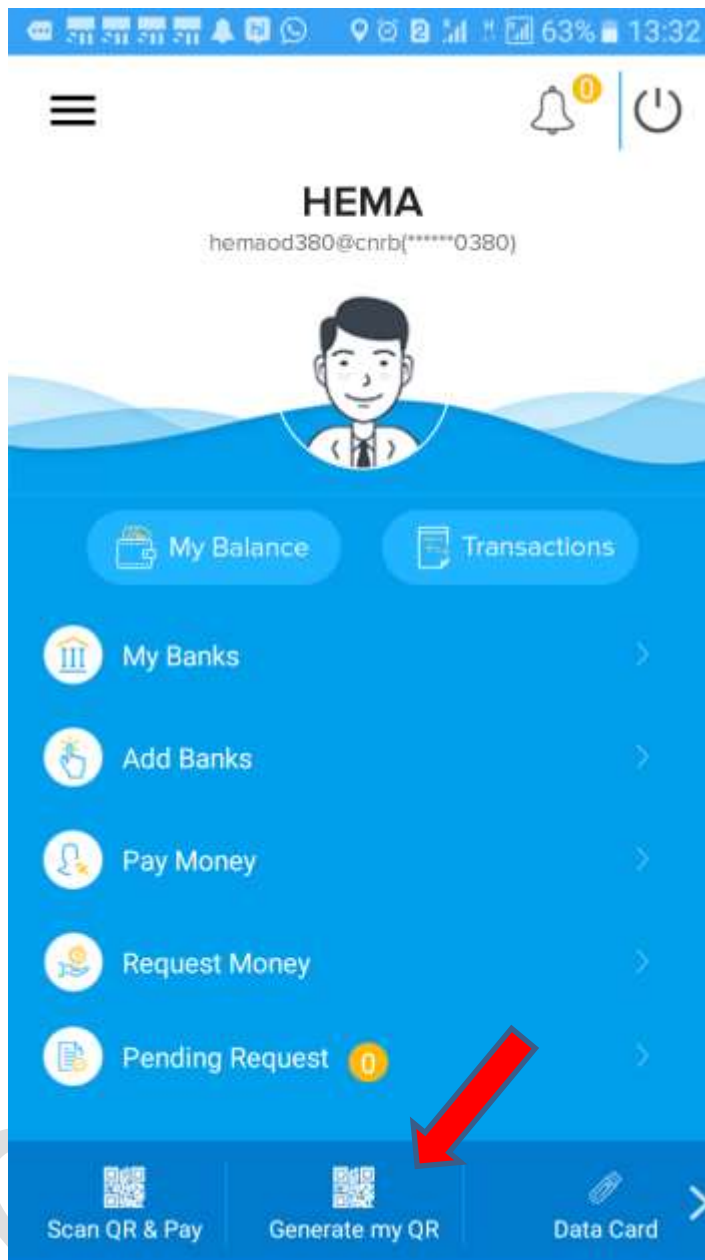 63% 13:32
0
HEMA
hemaod380@cnrb(******0380)
My Balance
Transactions
My Banks
Add Banks
Pay Money
Request Money
Pending Request 0
Scan QR & Pay
Generate my QR
Data Card